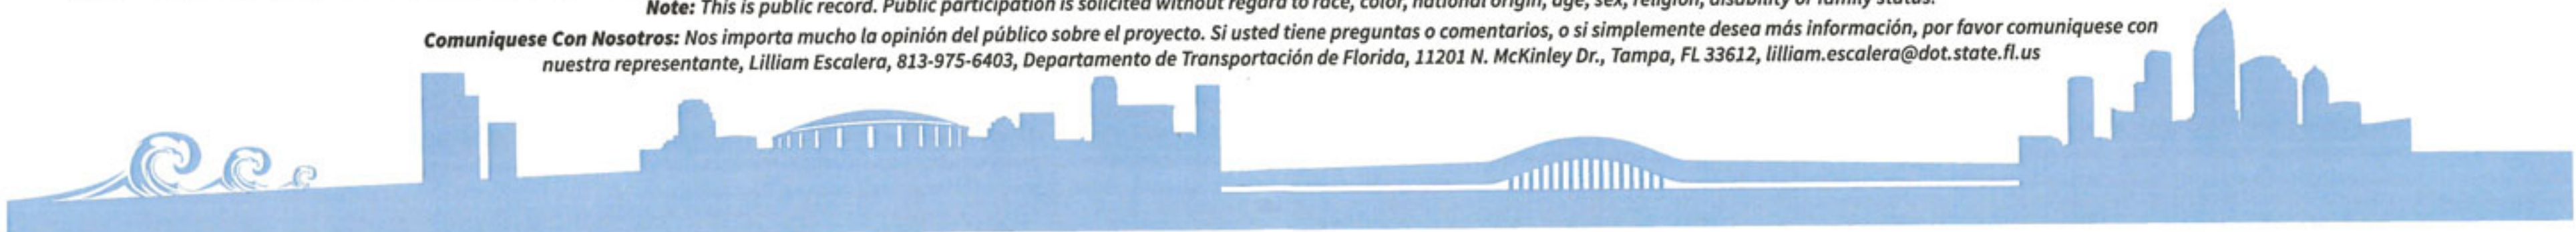 Note: This is public record. Public participation is solicited without regard to race, color, national origin, age, sex, religion, disability or family status.
Comuniquese Con Nosotros: Nos importa mucho la opinión del público sobre el proyecto. Si usted tiene preguntas o comentarios, o si simplemente desea más información, por favor comuniquese con
nuestra representante, Lilliam Escalera, 813-975-6403, Departamento de Transportación de Florida, 11201 N. McKinley Dr., Tampa, FL 33612, lilliam.escalera@dot.state.fl.us